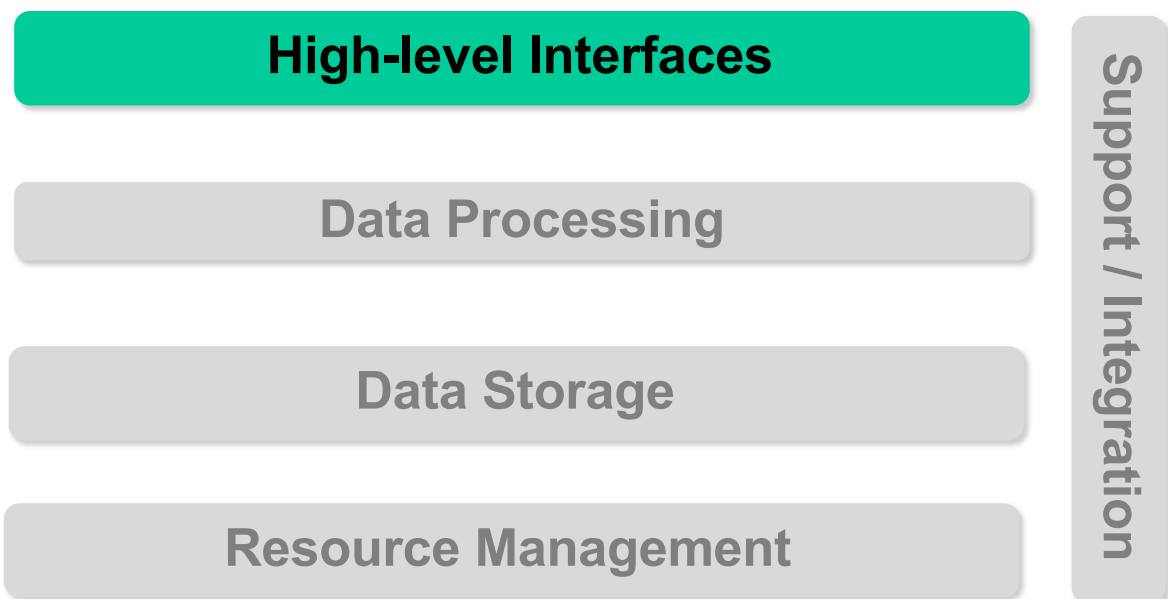 High-level Interfaces
Data Processing
Data Storage
Resource Management
Support / Integration